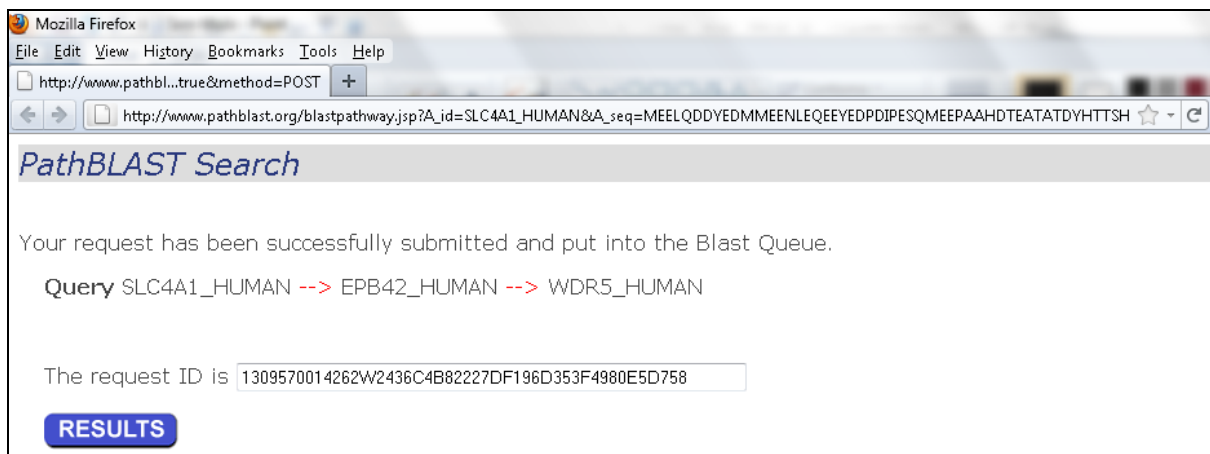 Mozilla Firefox
File Edit View History Bookmarks Tools Help
http://www.pathbl...true&method=POST +
http://www.pathblast.org/blastpathway.jsp?A_id=SLC4A1_HUMAN&A_seq=MEELQDDYEDMMEENLEQEEYEDPDIPESQMEEPAAHDTEATATDYHTTSH
PathBLAST Search
Your request has been successfully submitted and put into the Blast Queue.
Query SLC4A1_HUMAN --> EPB42_HUMAN --> WDR5_HUMAN
The request ID is 1309570014262W2436C4B82227DF196D353F4980E5D758
RESULTS